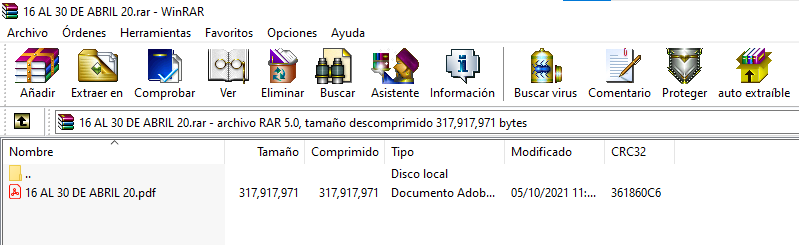 16 AL 30 DE ABRIL 20.rar - WinRAR
Archivo Órdenes Herramientas Favoritos Opciones Ayuda
Añadir Extraer en Comprobar Ver Eliminar Buscar Asistente Información Buscar virus Comentario Proteger auto extraíble
16 AL 30 DE ABRIL 20.rar - archivo RAR 5.0, tamaño descomprimido 317,917,971 bytes
Nombre Tamaño Comprimido Tipo Modificado CRC32
.. Disco local
16 AL 30 DE ABRIL 20.pdf 317,917,971 317,917,971 Documento Adob... 05/10/2021 11:... 361860C6